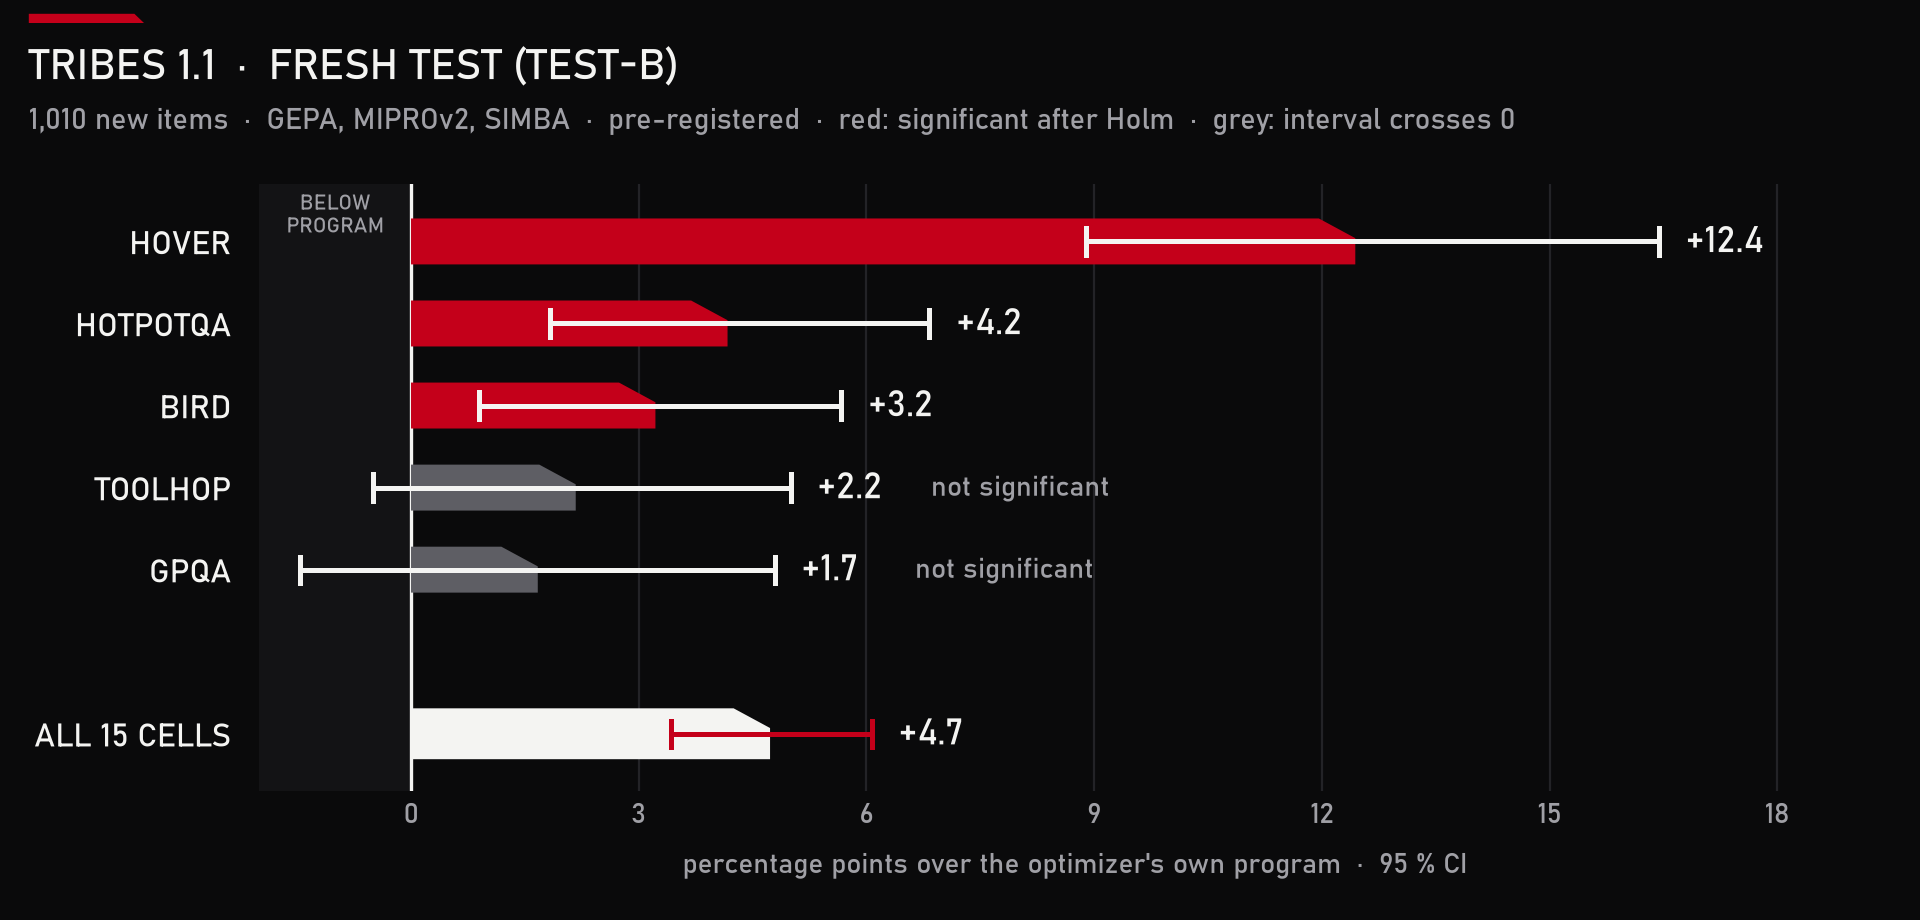 TRIBES 1.1 · FRESH TEST (TEST-B)
1,010 new items · GEPA, MIPROv2, SIMBA · pre-registered · red: significant after Holm · grey: interval crosses 0
BELOW
PROGRAM
HOVER +12.4
HOTPOTQA +4.2
BIRD +3.2
TOOLHOP +2.2 not significant
GPQA +1.7 not significant
ALL 15 CELLS +4.7
0 3 6 9 12 15 18
percentage points over the optimizer's own program · 95 % CI